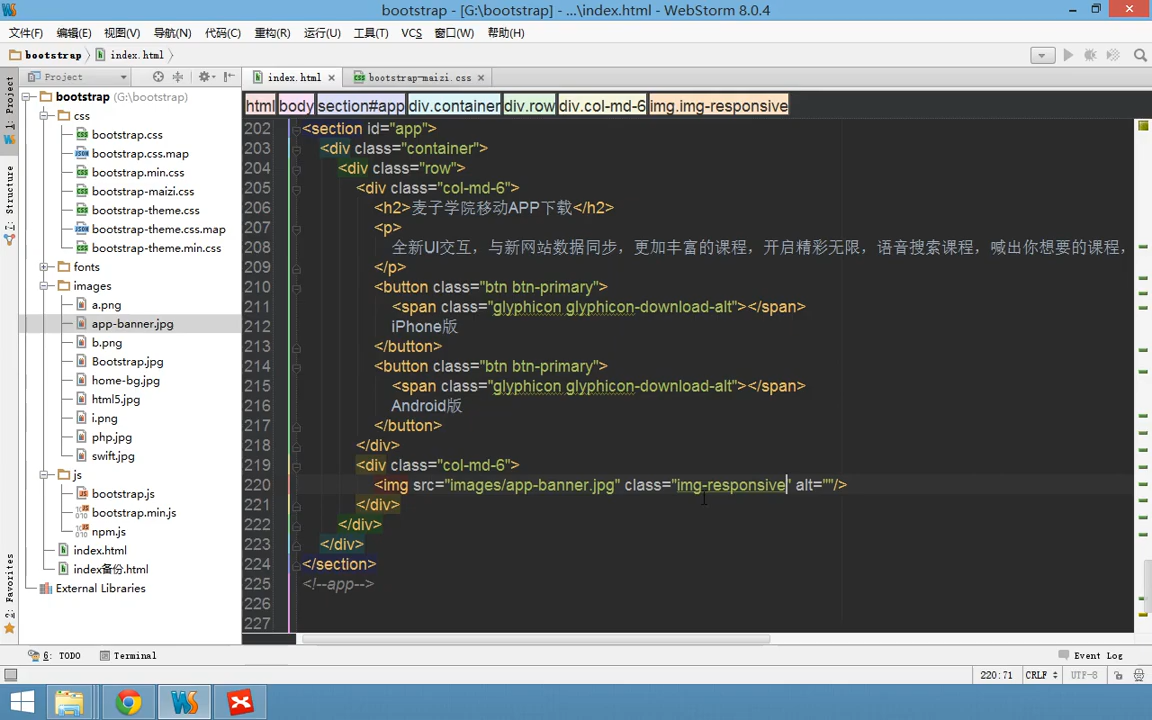 bootstrap - [G:\bootstrap] - ...\index.html - WebStorm 8.0.4
文件(F) 编辑(E) 视图(V) 导航(N) 代码(C) 重构(R) 运行(U) 工具(T) VCS 窗口(W) 帮助(H)
bootstrap index.html
Project index.html bootstrap-maizi.css
html body section#app div.container div.row div.col-md-6 img.img-responsive
1: Project
7: Structure
2: Favorites
bootstrap (G:\bootstrap)
css
bootstrap.css
bootstrap.css.map
bootstrap.min.css
bootstrap-maizi.css
bootstrap-theme.css
bootstrap-theme.css.map
bootstrap-theme.min.css
fonts
images
a.png
app-banner.jpg
b.png
Bootstrap.jpg
home-bg.jpg
html5.jpg
i.png
php.jpg
swift.jpg
js
bootstrap.js
bootstrap.min.js
npm.js
index.html
index备份.html
External Libraries
202 <section id="app">
203 <div class="container">
204 <div class="row">
205 <div class="col-md-6">
206 <h2>麦子学院移动APP下载</h2>
207 <p>
208 全新UI交互，与新网站数据同步，更加丰富的课程，开启精彩无限，语音搜索课程，喊出你想要的课程，
209 </p>
210 <button class="btn btn-primary">
211 <span class="glyphicon glyphicon-download-alt"></span>
212 iPhone版
213 </button>
214 <button class="btn btn-primary">
215 <span class="glyphicon glyphicon-download-alt"></span>
216 Android版
217 </button>
218 </div>
219 <div class="col-md-6">
220 <img src="images/app-banner.jpg" class="img-responsive" alt=""/>
221 </div>
222 </div>
223 </div>
224 </section>
225 <!--app-->
226
227
6: TODO Terminal Event Log
220:71 CRLF UTF-8